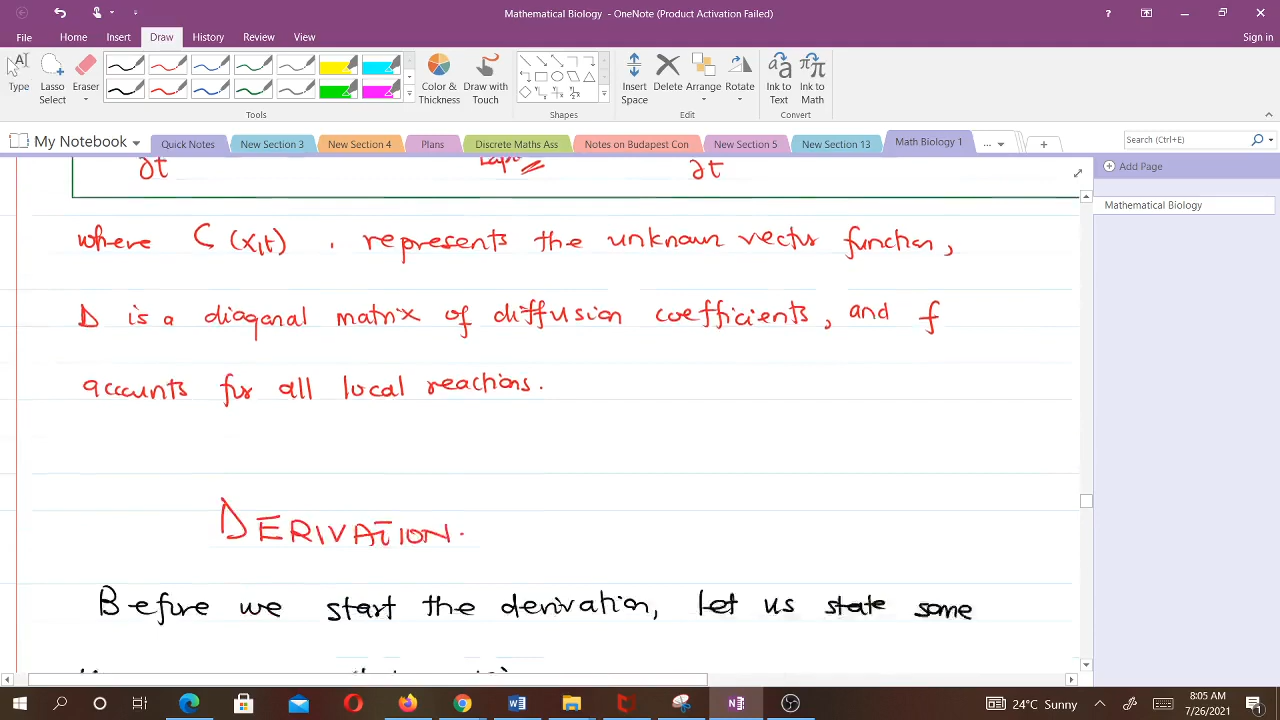 Mathematical Biology - OneNote (Product Activation Failed)
?
Sign in
File Home Insert Draw History Review View
Type
Lasso Select
Eraser
Color & Thickness
Draw with Touch
Insert Space
Delete
Arrange
Rotate
Ink to Text
Ink to Math
Tools
Shapes
Edit
Convert
My Notebook
Quick Notes
New Section 3
New Section 4
Plans
Discrete Maths Ass
Notes on Budapest Con
New Section 5
New Section 13
Math Biology 1
...
Search (Ctrl+E)
Add Page
Mathematical Biology
∂t ∂t
where C (x,t) . represents the unknown vector function,
D is a diagonal matrix of diffusion coefficients, and f
accounts for all local reactions.
DERIVATION.
Before we start the derivation, let us state some
24°C Sunny
8:05 AM
7/26/2021